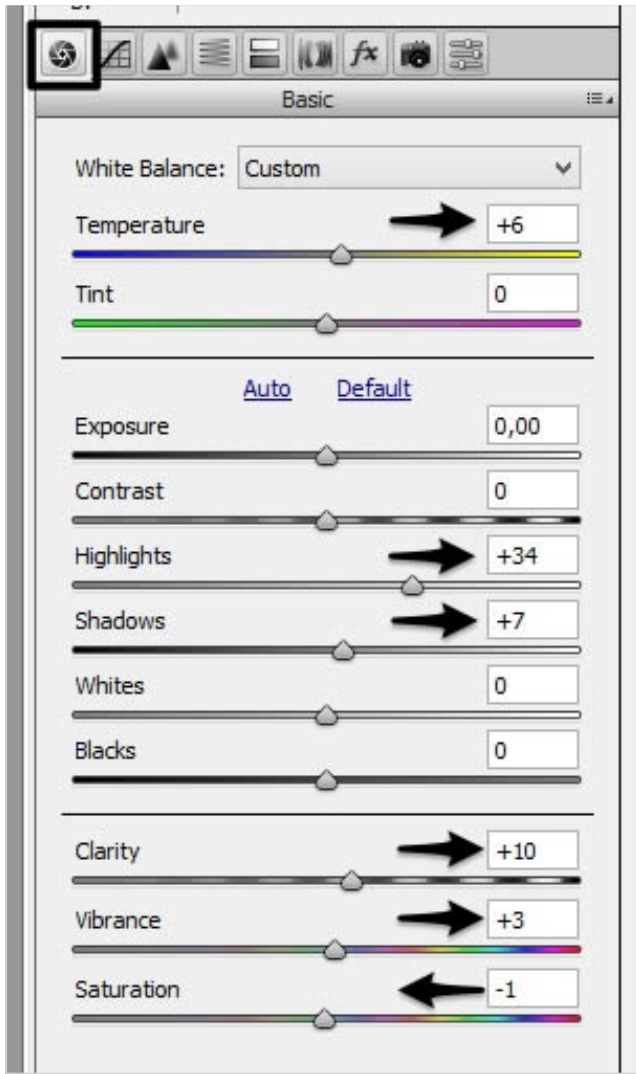 fx
Basic
White Balance: Custom
Temperature +6
Tint 0
Auto Default
Exposure 0,00
Contrast 0
Highlights +34
Shadows +7
Whites 0
Blacks 0
Clarity +10
Vibrance +3
Saturation -1